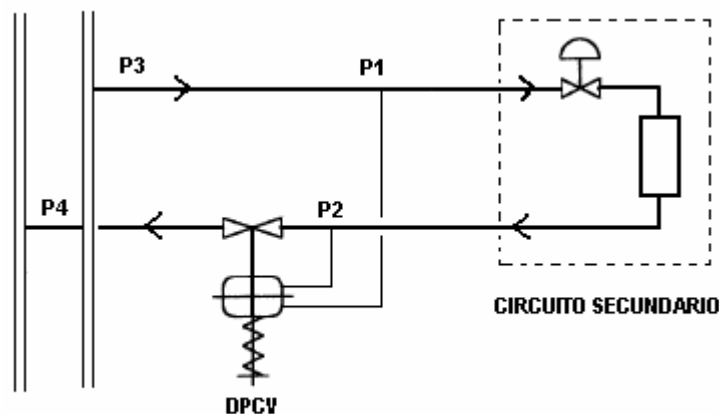 P3
P1
P4
P2
CIRCUITO SECUNDARIO
DPCV